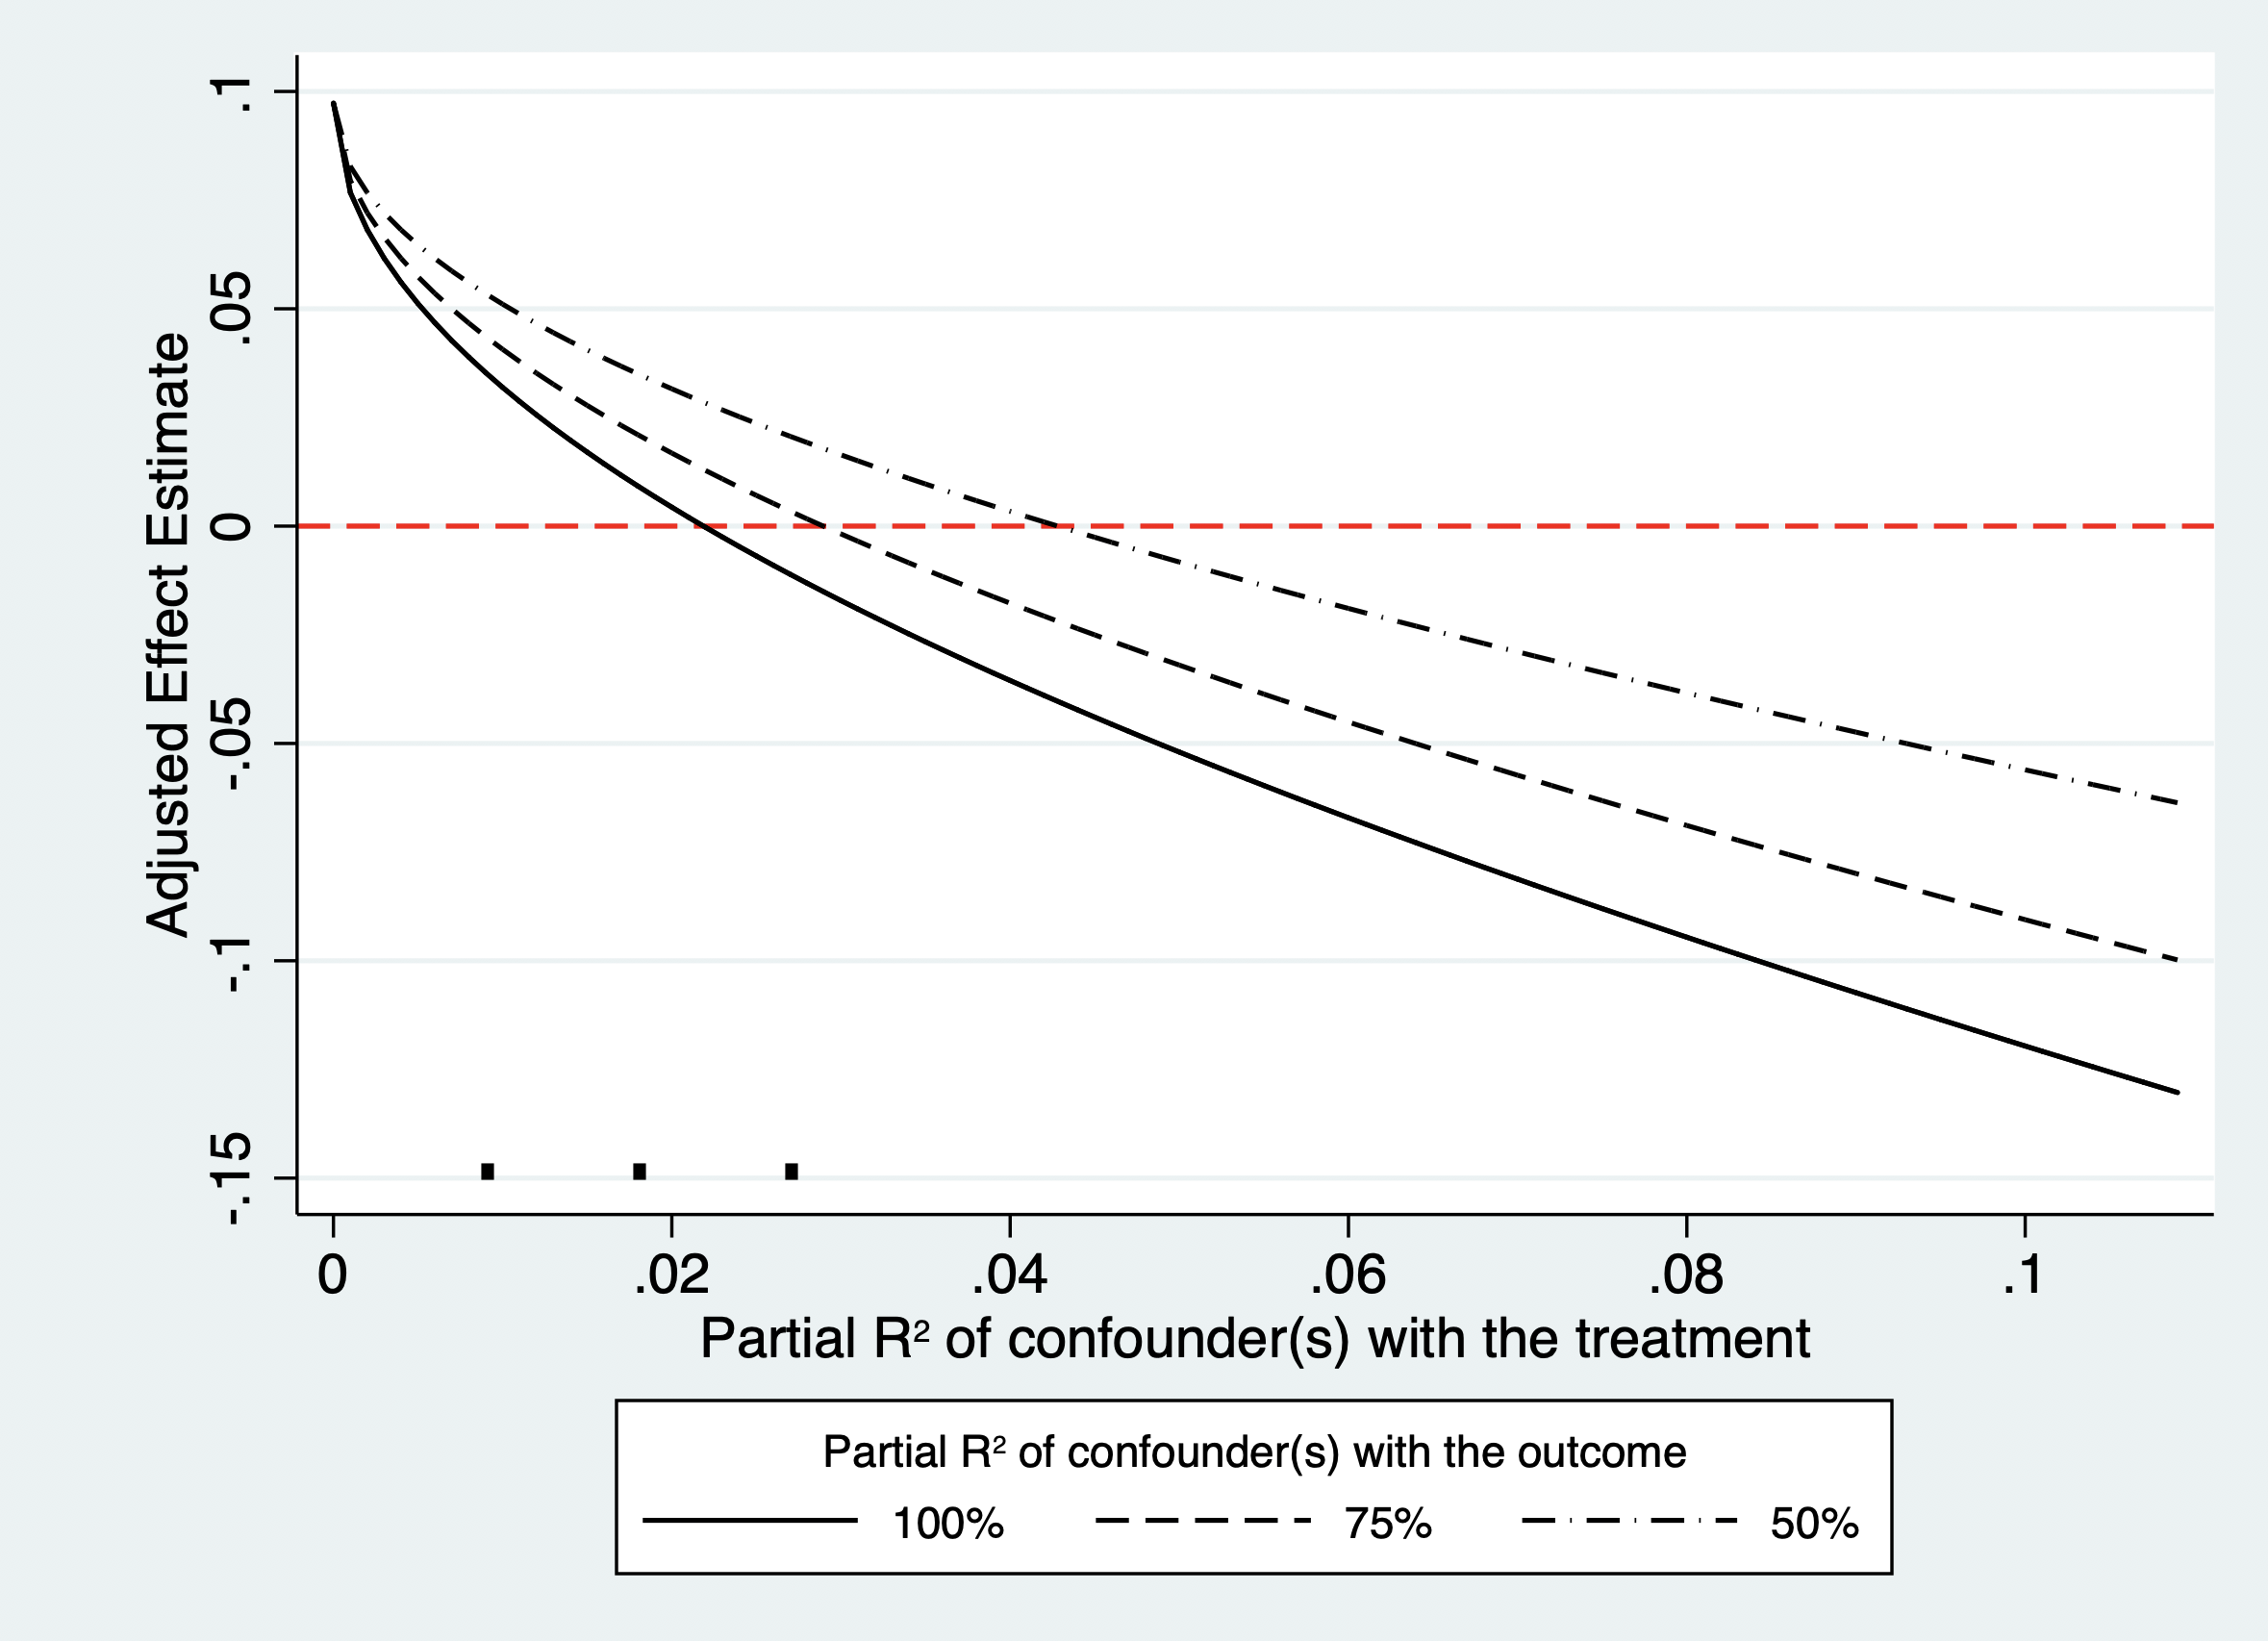 Adjusted Effect Estimate
.1
.05
0
-.05
-.1
-.15
0 .02 .04 .06 .08 .1
Partial R² of confounder(s) with the treatment
Partial R² of confounder(s) with the outcome
100% 75% 50%